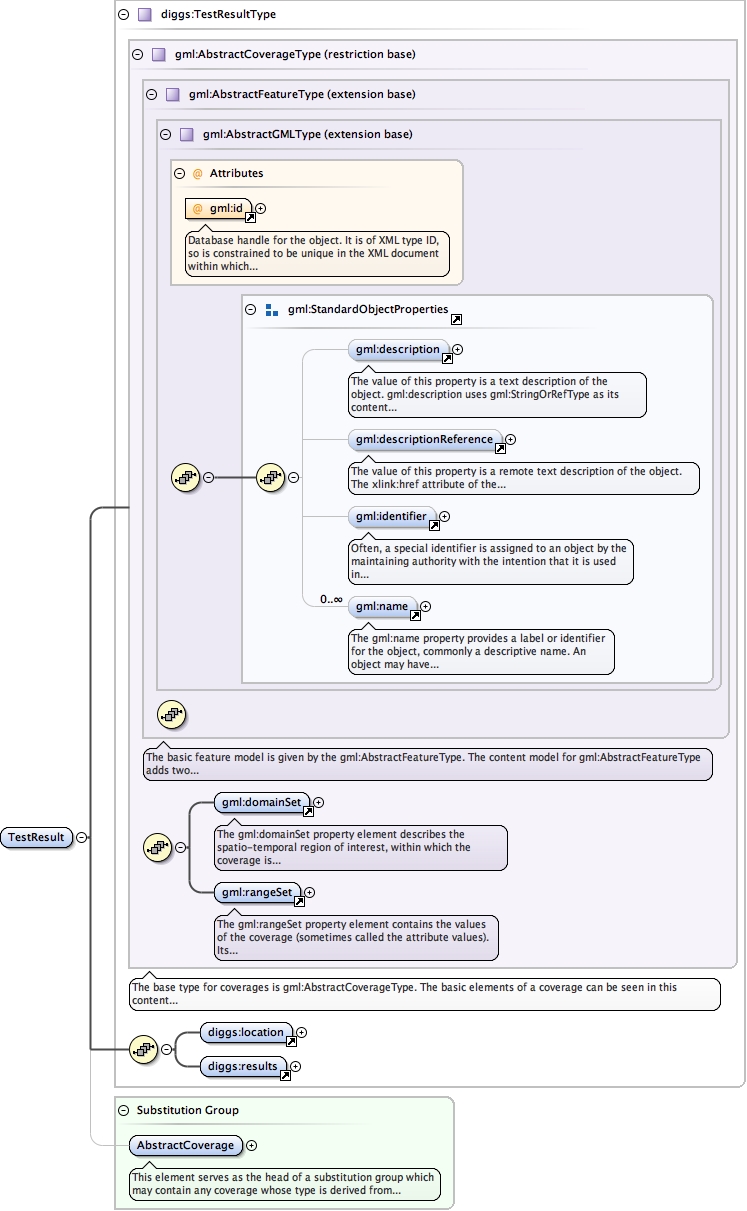 diggs:TestResultType
gml:AbstractCoverageType (restriction base)
gml:AbstractFeatureType (extension base)
gml:AbstractGMLType (extension base)
@ Attributes
@ gml:id
Database handle for the object. It is of XML type ID,
so is constrained to be unique in the XML document
within which...
gml:StandardObjectProperties
gml:description
The value of this property is a text description of the
object. gml:description uses gml:StringOrRefType as its
content...
gml:descriptionReference
The value of this property is a remote text description of the object.
The xlink:href attribute of the...
gml:identifier
Often, a special identifier is assigned to an object by the
maintaining authority with the intention that it is used
in...
0..∞
gml:name
The gml:name property provides a label or identifier
for the object, commonly a descriptive name. An
object may have...
The basic feature model is given by the gml:AbstractFeatureType. The content model for gml:AbstractFeatureType
adds two...
gml:domainSet
The gml:domainSet property element describes the
spatio-temporal region of interest, within which the
coverage is...
TestResult
gml:rangeSet
The gml:rangeSet property element contains the values
of the coverage (sometimes called the attribute values).
Its...
The base type for coverages is gml:AbstractCoverageType. The basic elements of a coverage can be seen in this
content...
diggs:location
diggs:results
Substitution Group
AbstractCoverage
This element serves as the head of a substitution group which
may contain any coverage whose type is derived from...